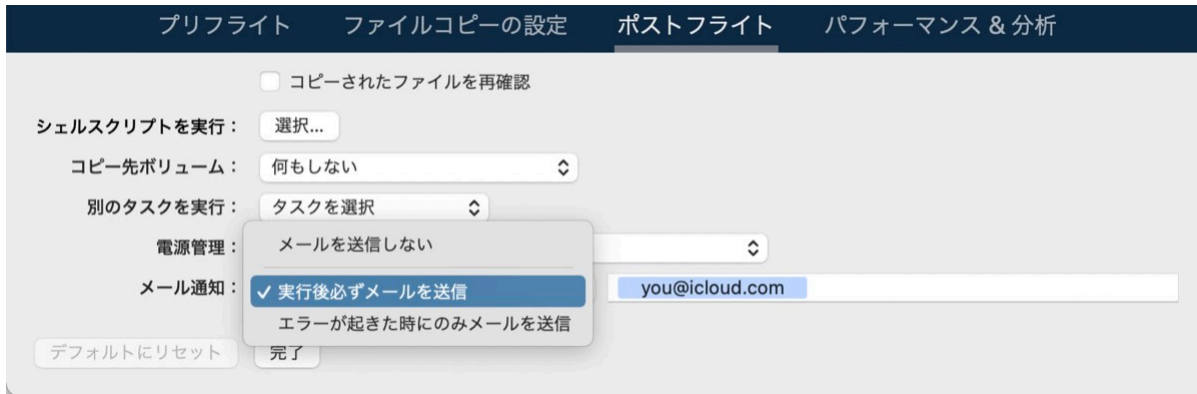 プリフライト ファイルコピーの設定 ポストフライト パフォーマンス & 分析
コピーされたファイルを再確認
シェルスクリプトを実行： 選択...
コピー先ボリューム： 何もしない
別のタスクを実行： タスクを選択
電源管理： メールを送信しない
メール通知： ✓ 実行後必ずメールを送信 you@icloud.com
エラーが起きた時にのみメールを送信
デフォルトにリセット 完了